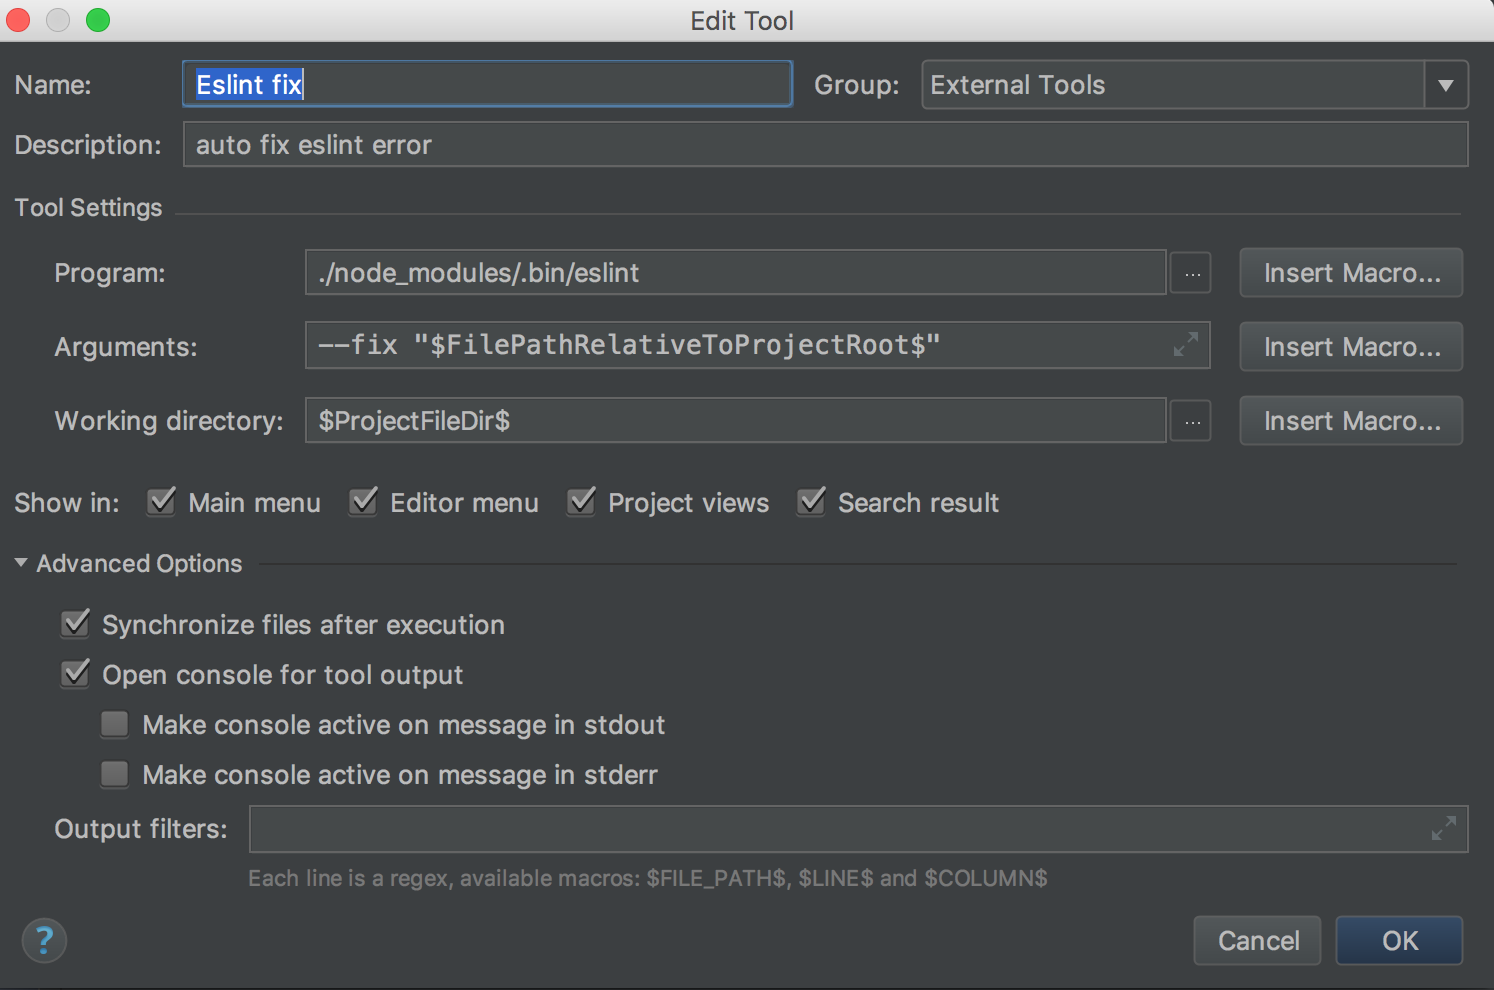 Edit Tool
Name: Eslint fix Group: External Tools
Description: auto fix eslint error
Tool Settings
Program: ./node_modules/.bin/eslint ... Insert Macro...
Arguments: --fix "$FilePathRelativeToProjectRoot$" Insert Macro...
Working directory: $ProjectFileDir$ ... Insert Macro...
Show in: Main menu Editor menu Project views Search result
Advanced Options
Synchronize files after execution
Open console for tool output
Make console active on message in stdout
Make console active on message in stderr
Output filters:
Each line is a regex, available macros: $FILE_PATH$, $LINE$ and $COLUMN$
? Cancel OK